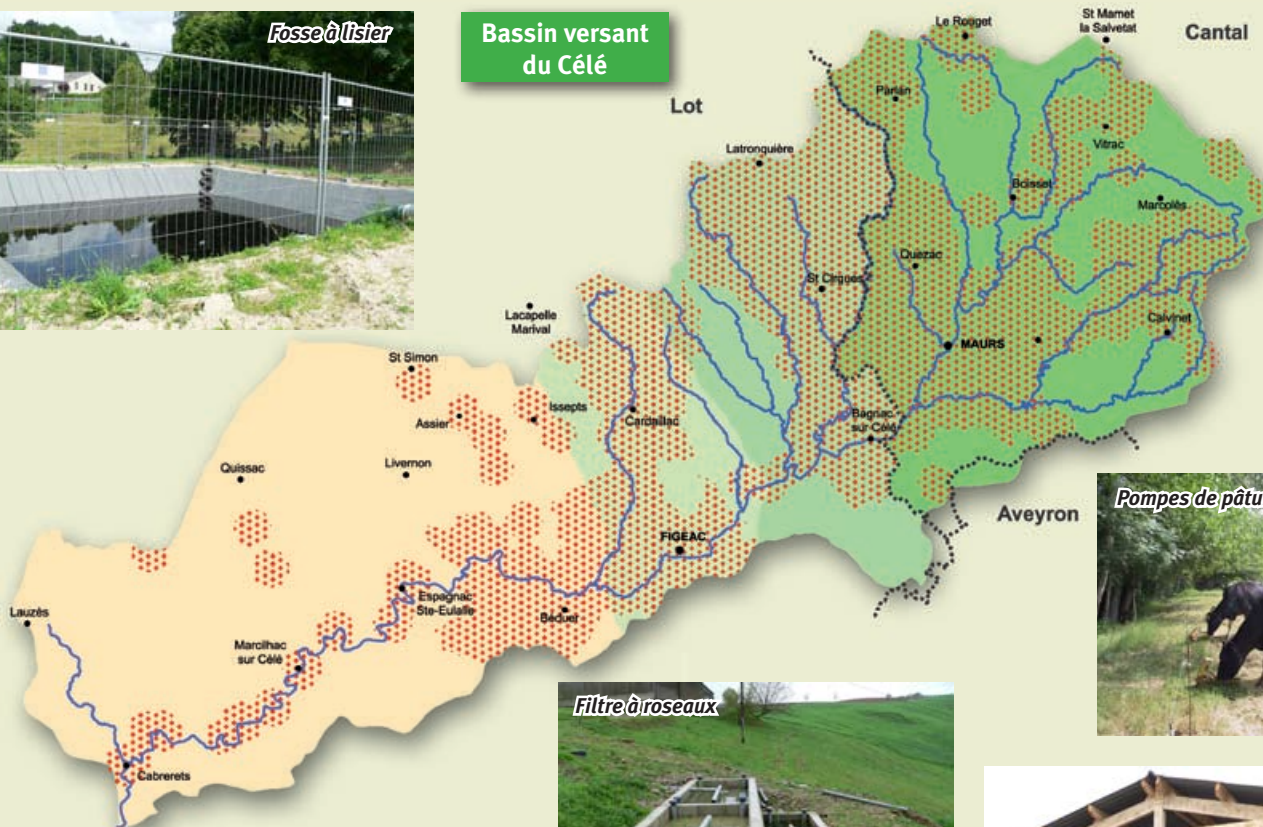 Fosse à lisier
Bassin versant
du Célé
Le Rouget
St Mamet
la Salvetat
Cantal
Lot
Parlan
Vitrac
Latronquière
Boisset
Marcolès
Quezac
St Cirgues
Lacapelle
Marival
Calvinet
MAURS
St Simon
Issepts
Assier
Cardaillac
Bagnac
sur Célé
Quissac
Livernon
Pompes de
Aveyron
FIGEAC
Espagnac
Ste-Eulalie
Béduer
Lauzès
Marcilhac
sur Célé
Filtre à roseaux
Cabrerets